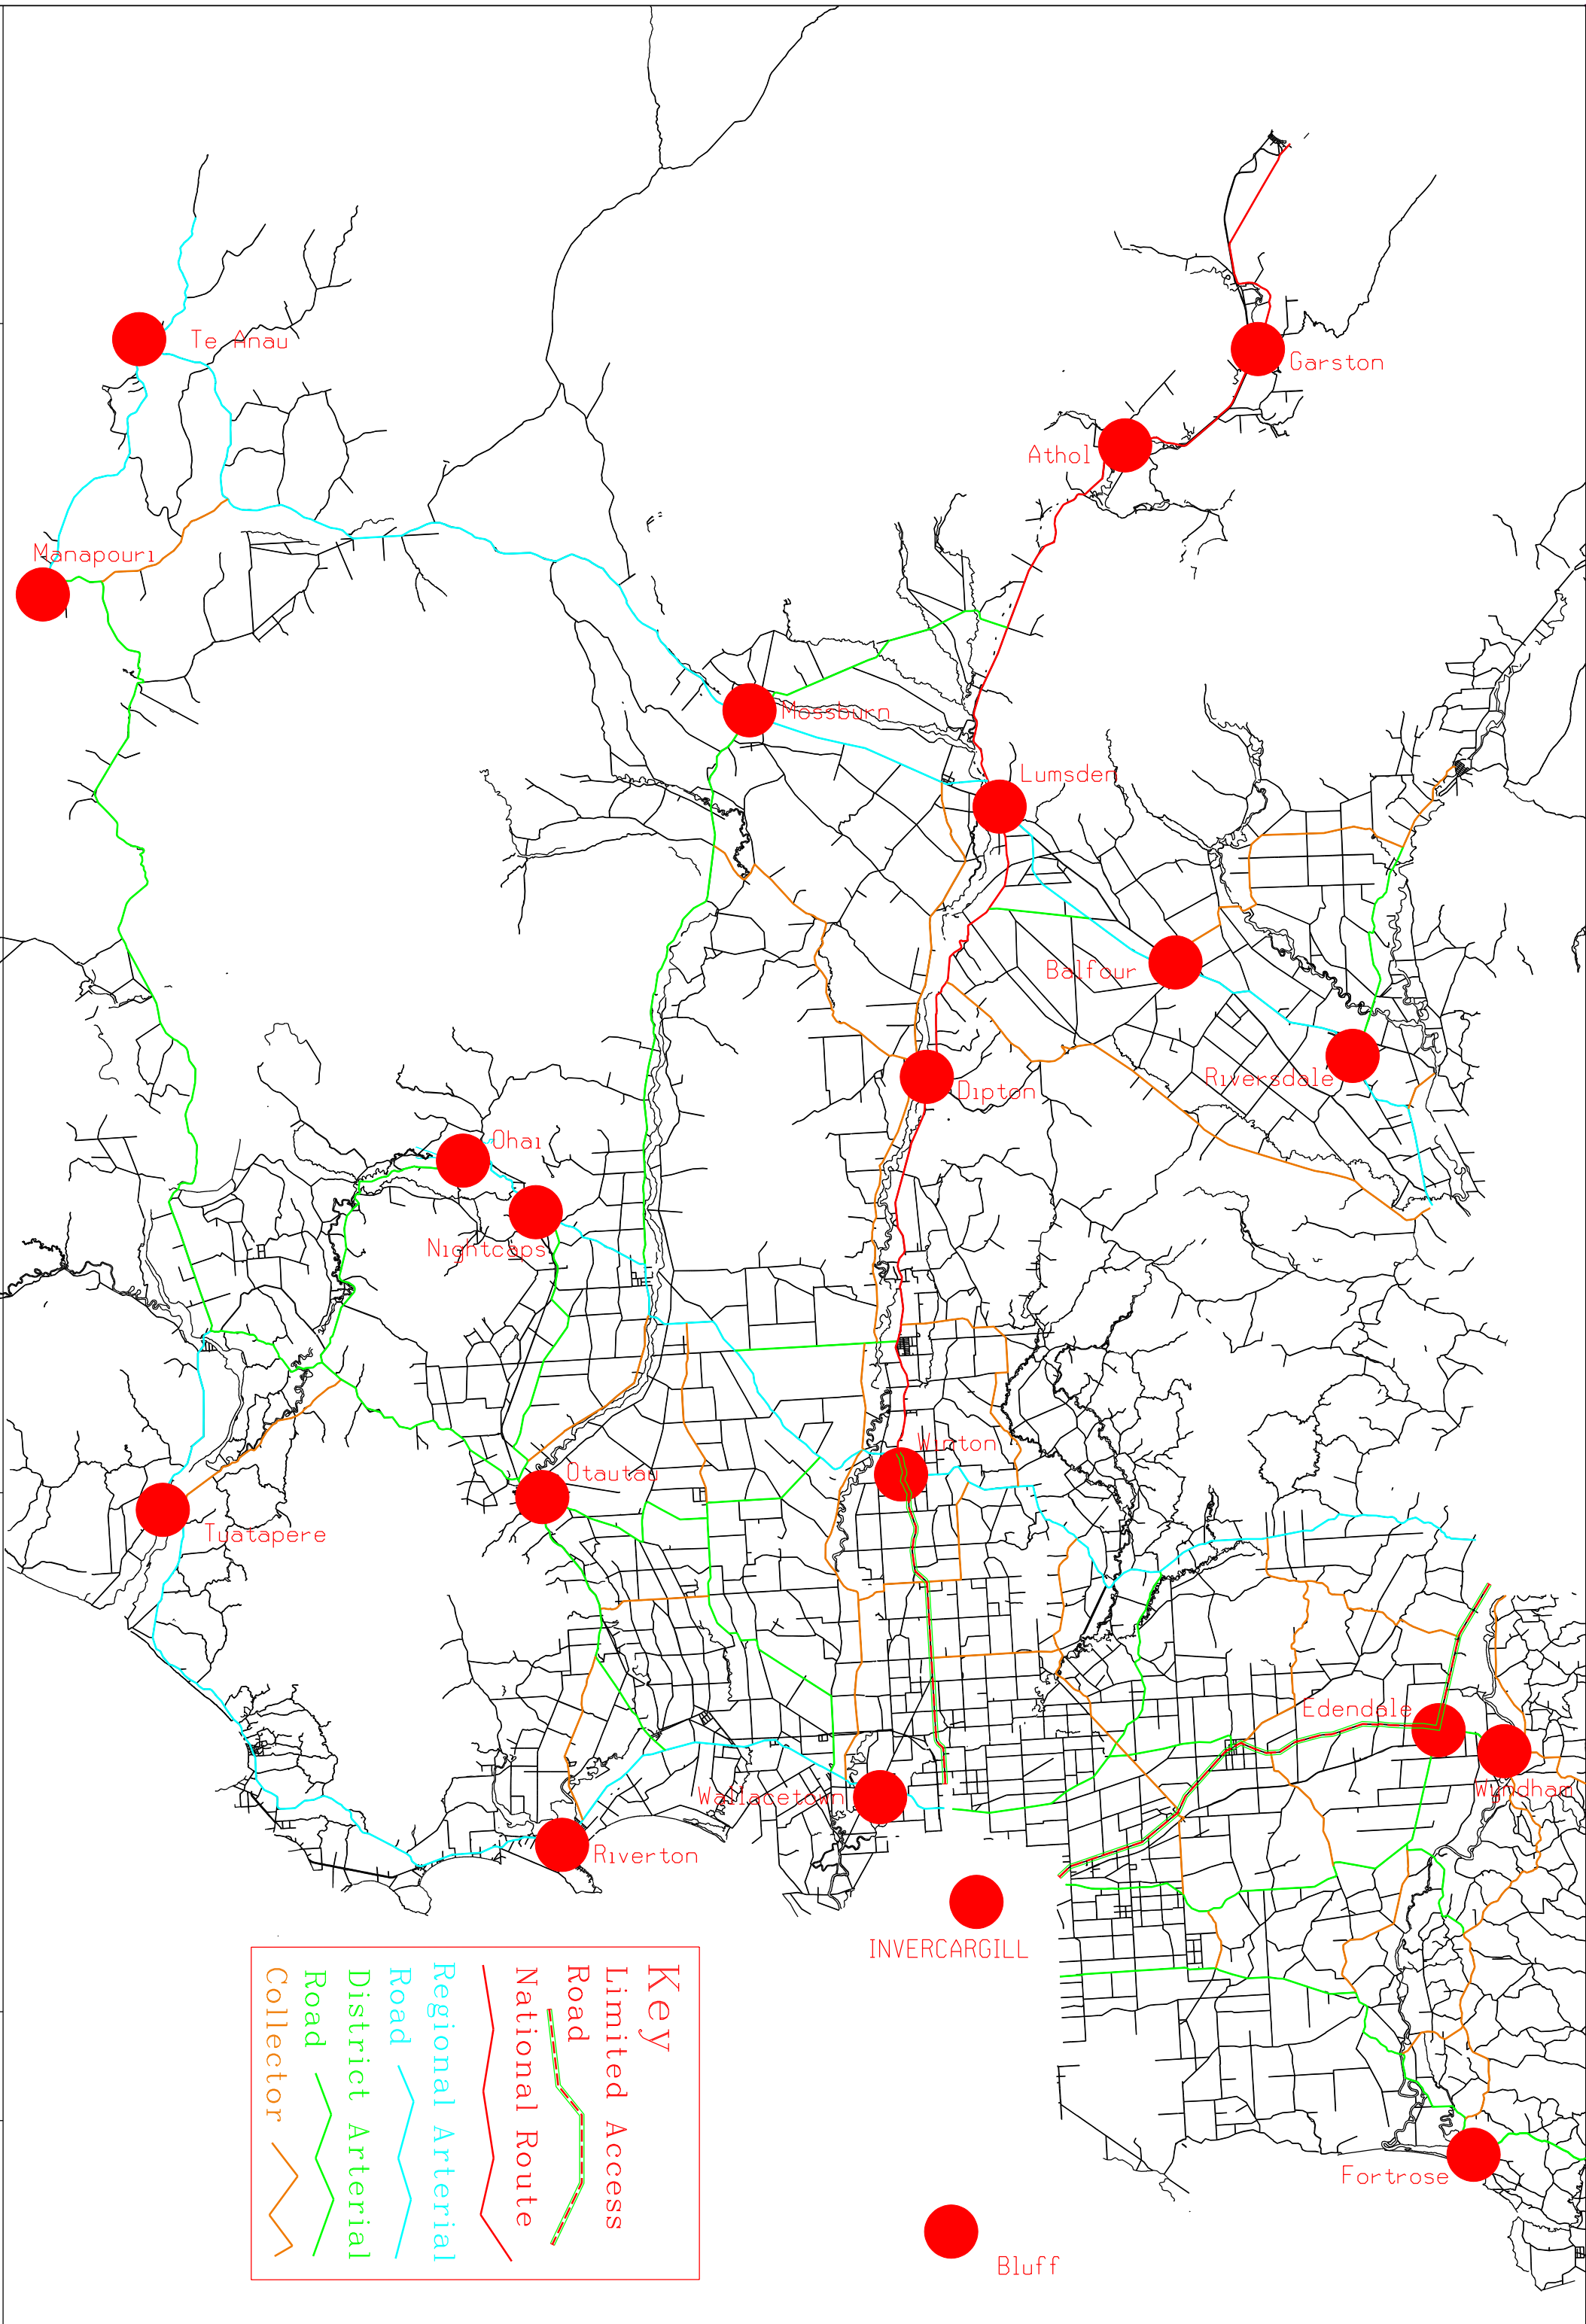 Te Anau
Garston
Athol
Manapouri
Mossburn
Lumsden
Balfour
Riversdale
Dipton
Ohai
Nightcaps
Winton
Otautau
Tuatapere
Edendale
Wyndham
Wallacetown
Riverton
INVERCARGILL
Fortrose
Bluff
Key
Limited Access
Road
National Route
Regional Arterial
Road
District Arterial
Road
Collector